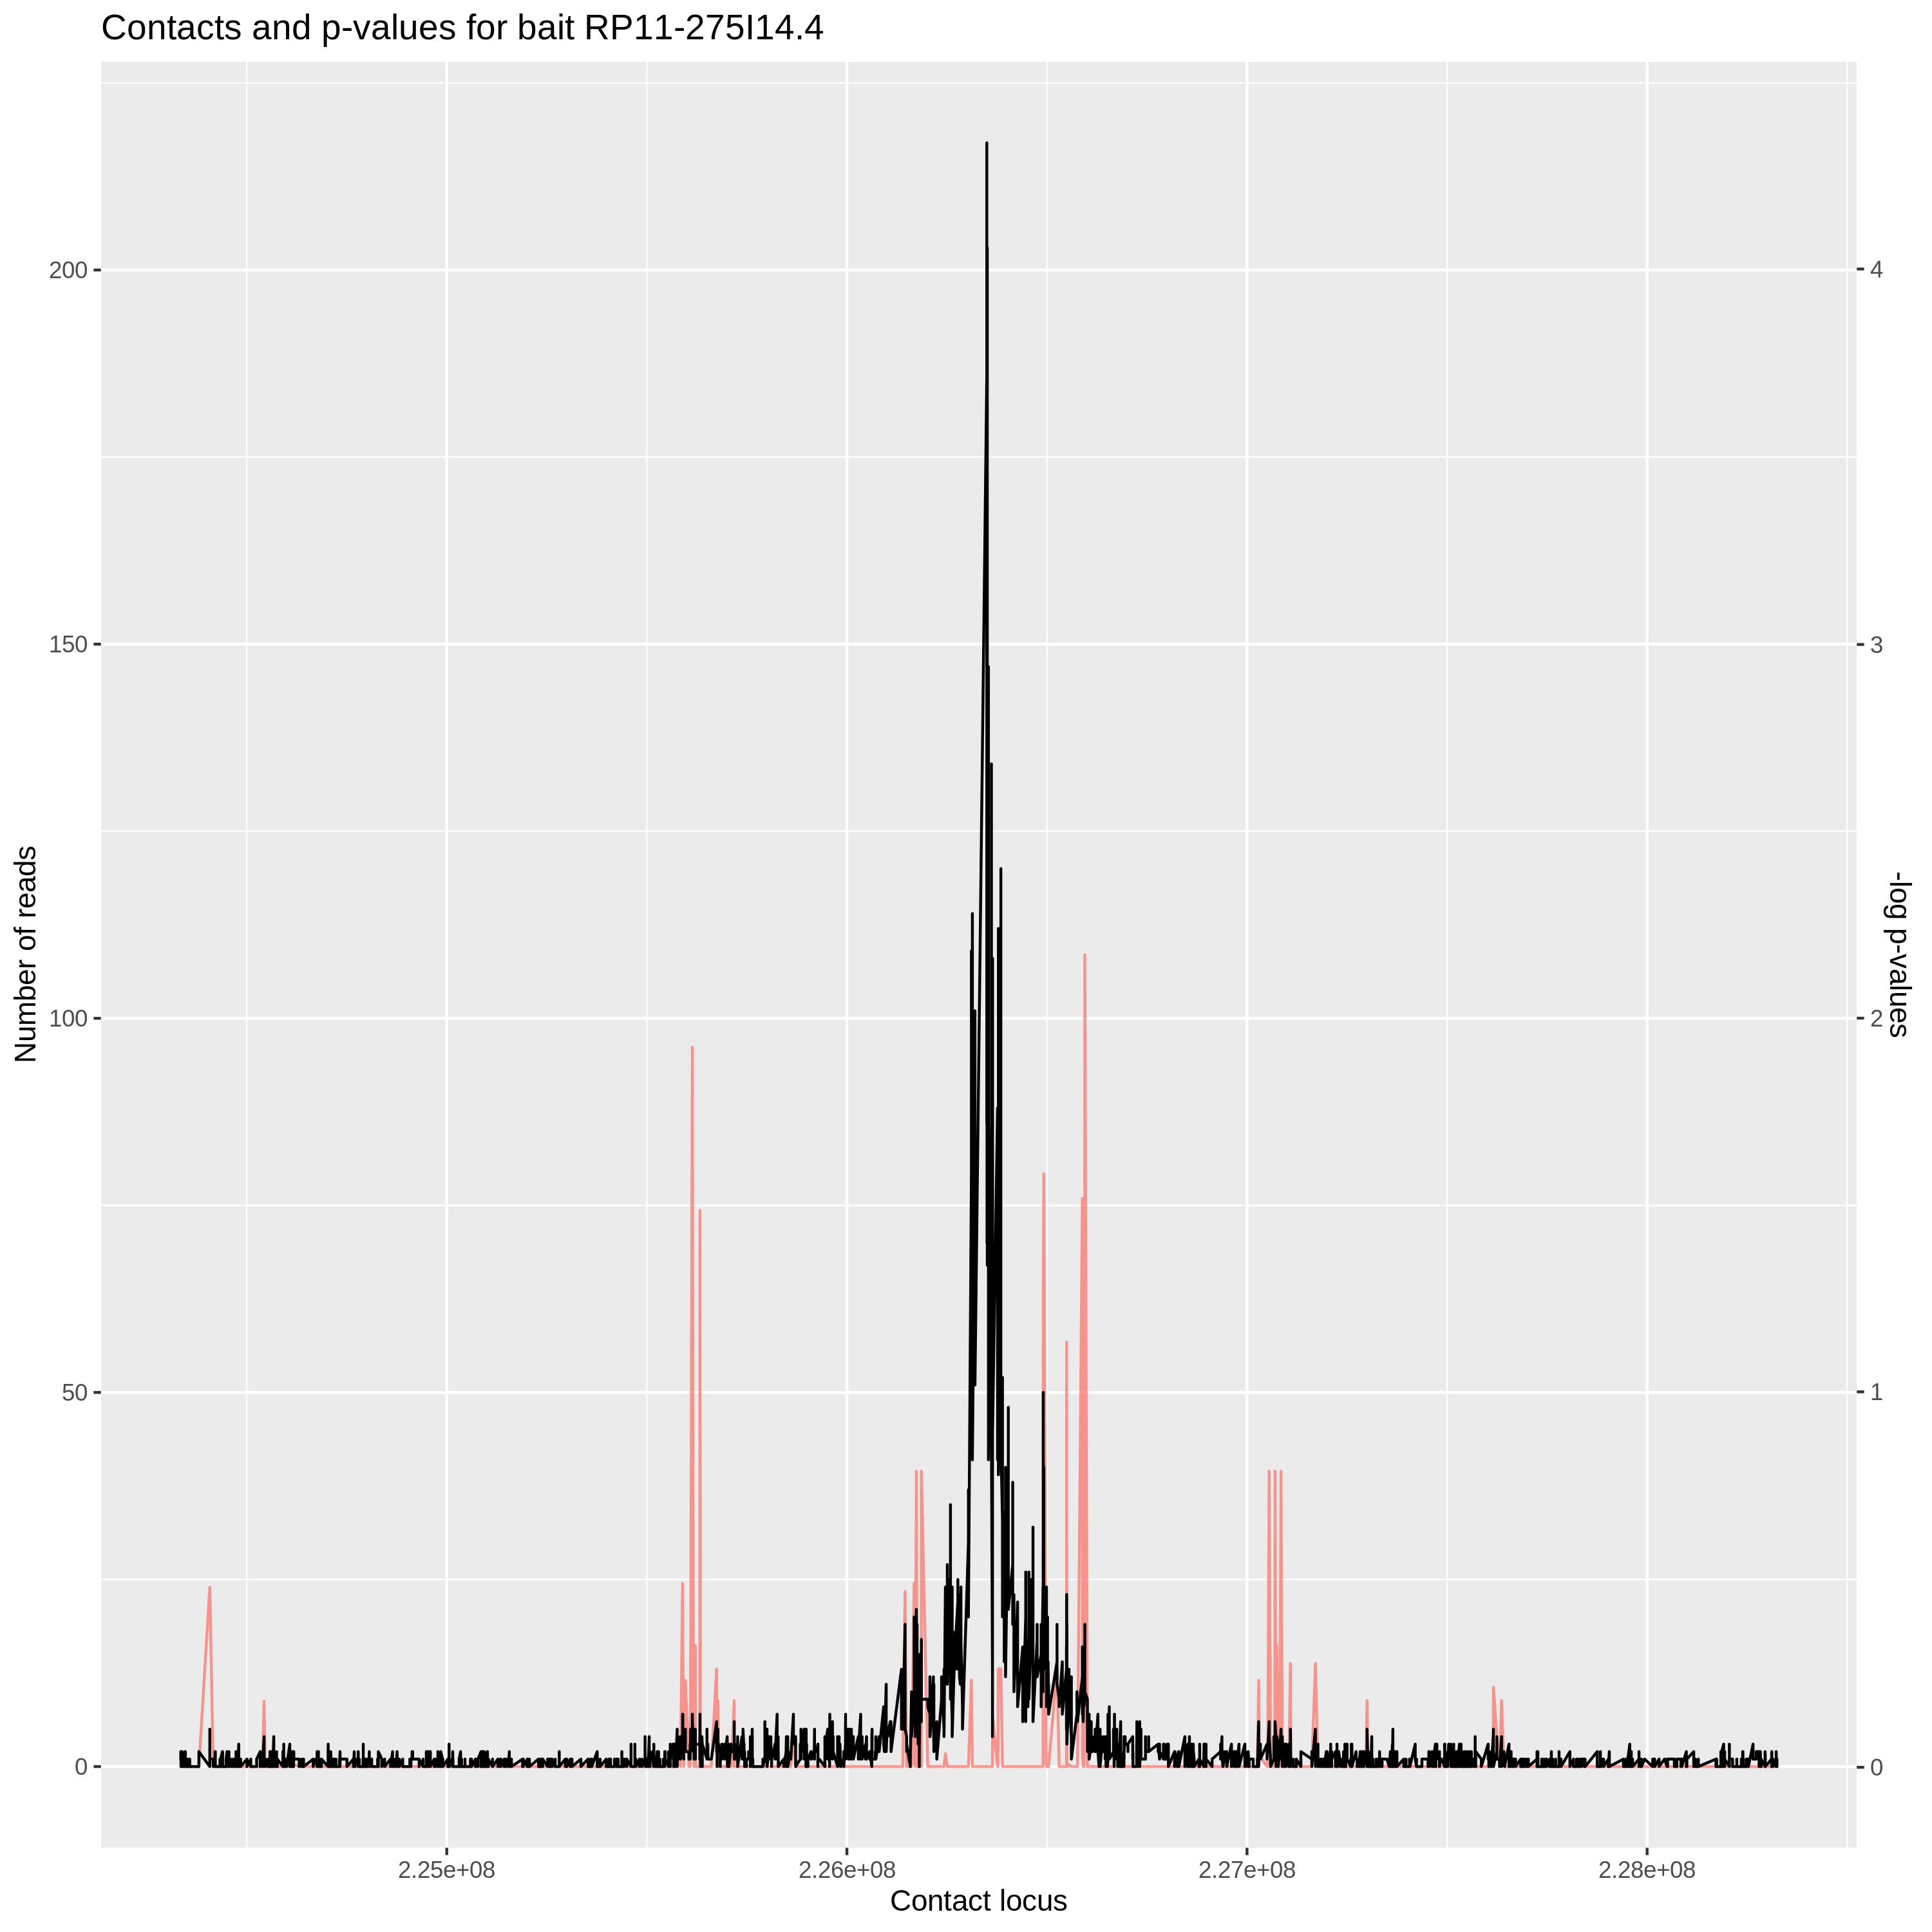 Contacts and p-values for bait RP11-275I14.4
200
150
100
50
0
Number of reads
4
3
2
1
0
-log p-values
2.25e+08
2.26e+08
2.27e+08
2.28e+08
Contact locus